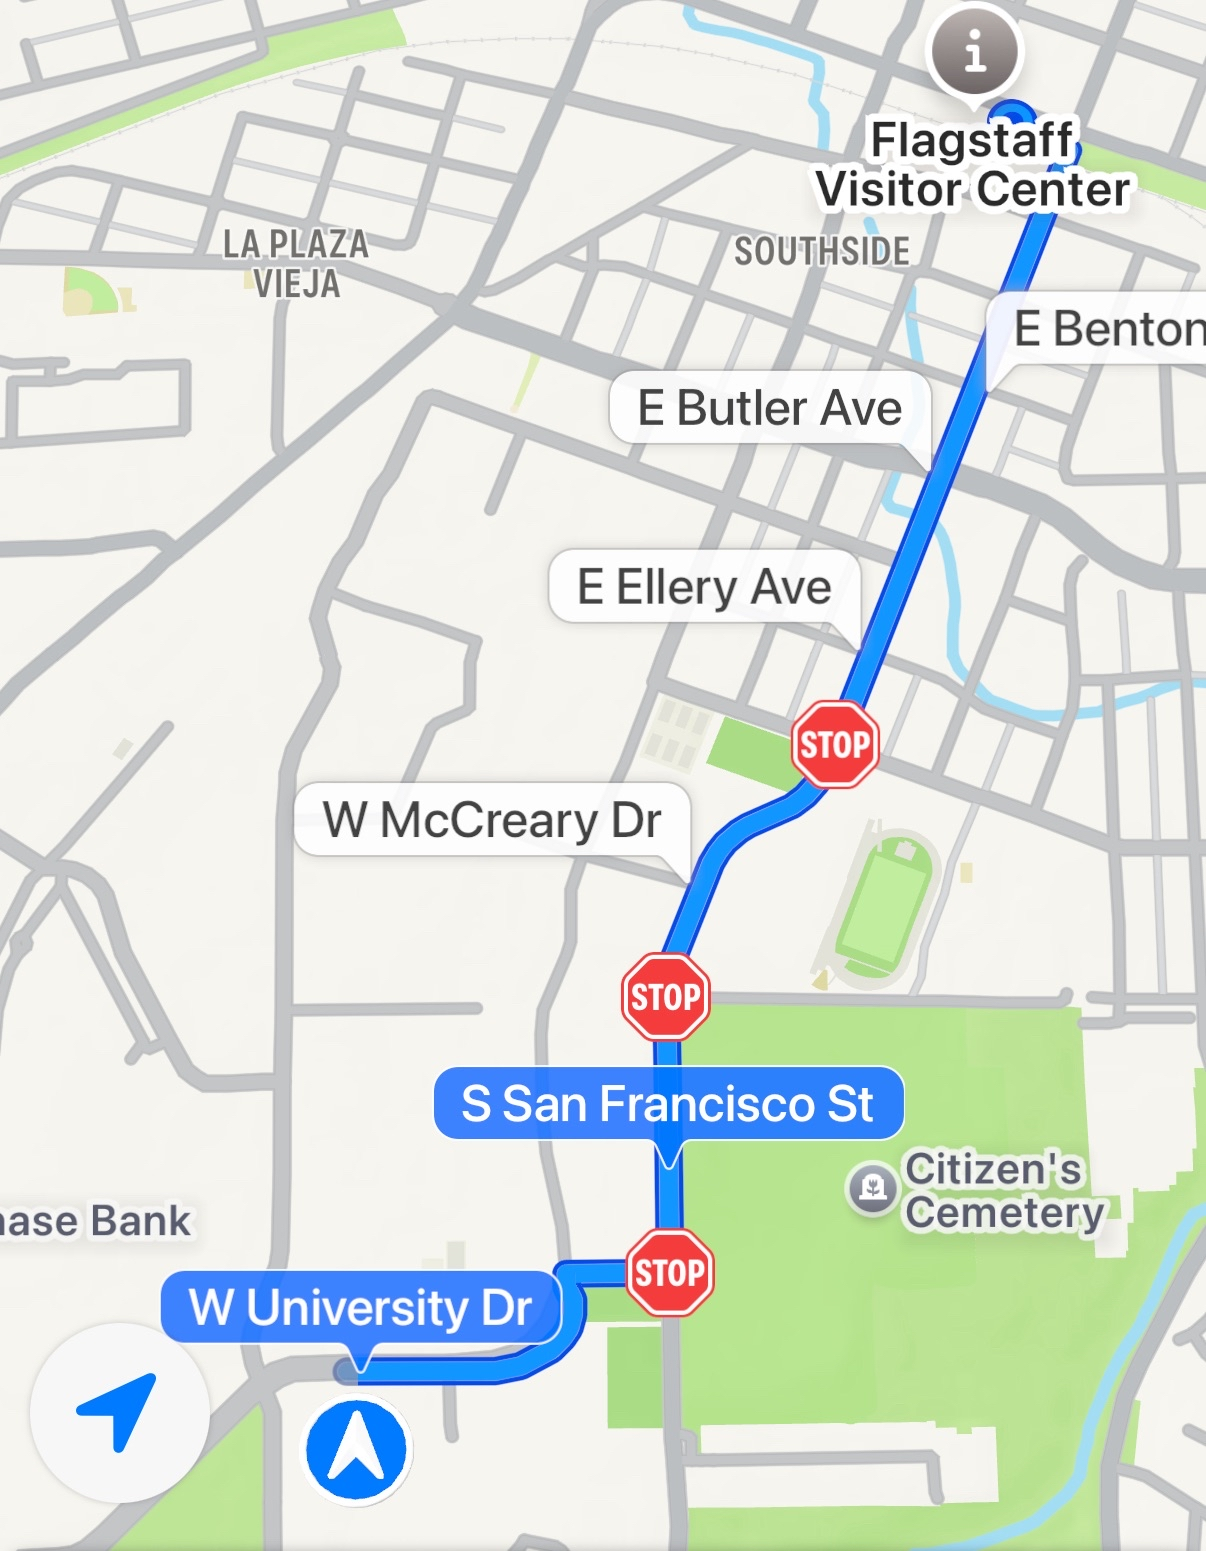 Flagstaff
Visitor Center
LA PLAZA
VIEJA
SOUTHSIDE
E Benton
E Butler Ave
E Ellery Ave
STOP
W McCreary Dr
STOP
S San Francisco St
Citizen's
Cemetery
Bank
STOP
W University Dr